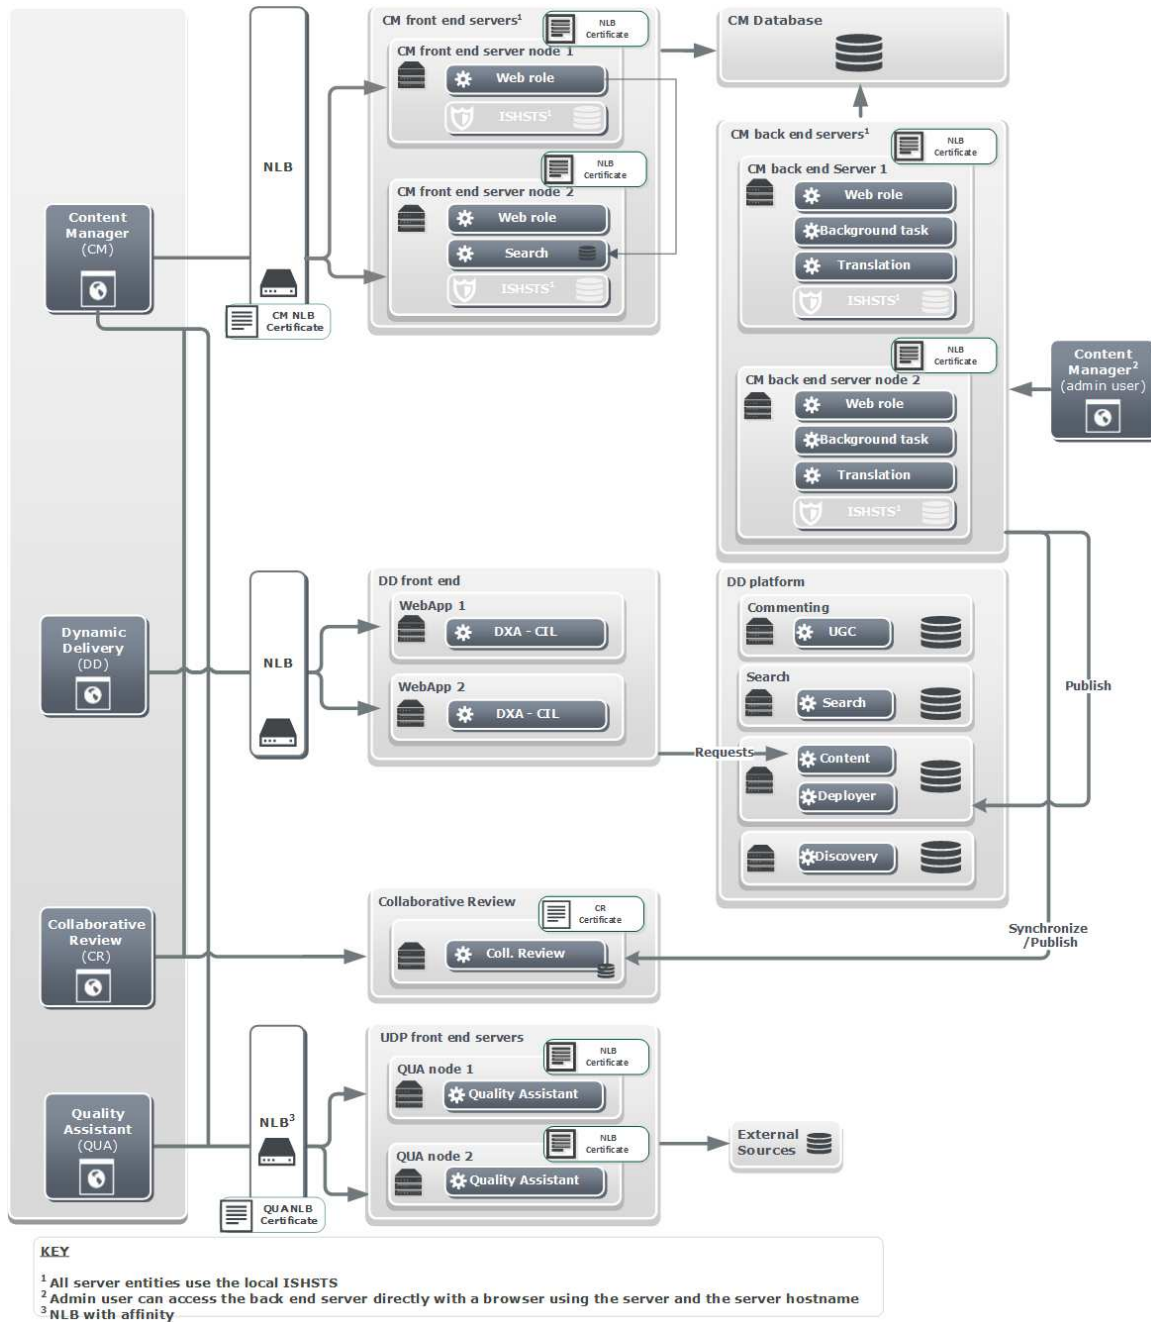 CM front end servers¹
NLB
Certificate
CM front end server node 1
Web role
ISHSTS¹
NLB
Certificate
CM front end server node 2
Web role
Search
ISHSTS¹
NLB
CM NLB
Certificate
Content
Manager
(CM)
CM Database
CM back end servers¹
NLB
Certificate
CM back end Server 1
Web role
Background task
Translation
ISHSTS¹
NLB
Certificate
CM back end server node 2
Web role
Background task
Translation
ISHSTS¹
Content
Manager²
(admin user)
Dynamic
Delivery
(DD)
NLB
DD front end
WebApp 1
DXA - CIL
WebApp 2
DXA - CIL
Requests
DD platform
Commenting
UGC
Search
Search
Content
Deployer
Discovery
Publish
Synchronize
/Publish
Collaborative
Review
(CR)
Collaborative Review
CR
Certificate
Coll. Review
Quality
Assistant
(QUA)
NLB³
QUANLB
Certificate
UDP front end servers
NLB
Certificate
QUA node 1
Quality Assistant
NLB
Certificate
QUA node 2
Quality Assistant
External
Sources
KEY
¹ All server entities use the local ISHSTS
² Admin user can access the back end server directly with a browser using the server and the server hostname
³ NLB with affinity